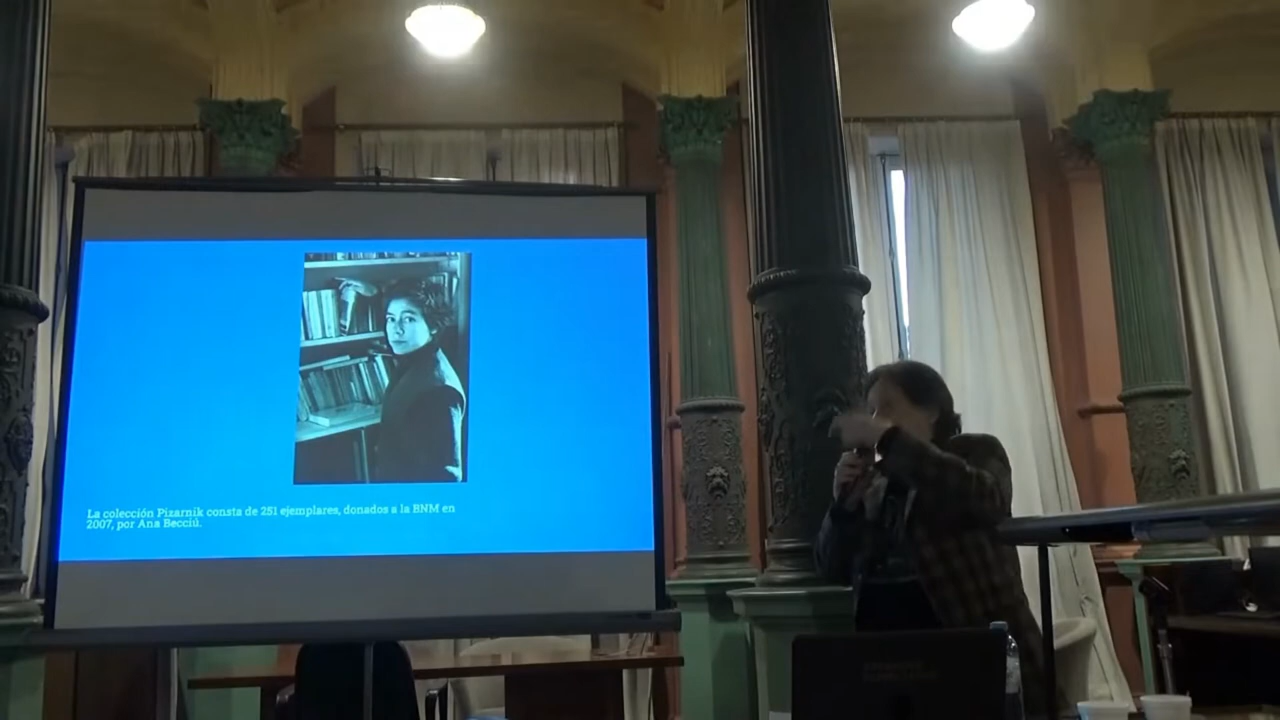 La colección Pizarnik consta de 251 ejemplares, donados a la BNM en
2007, por Ana Becciú.